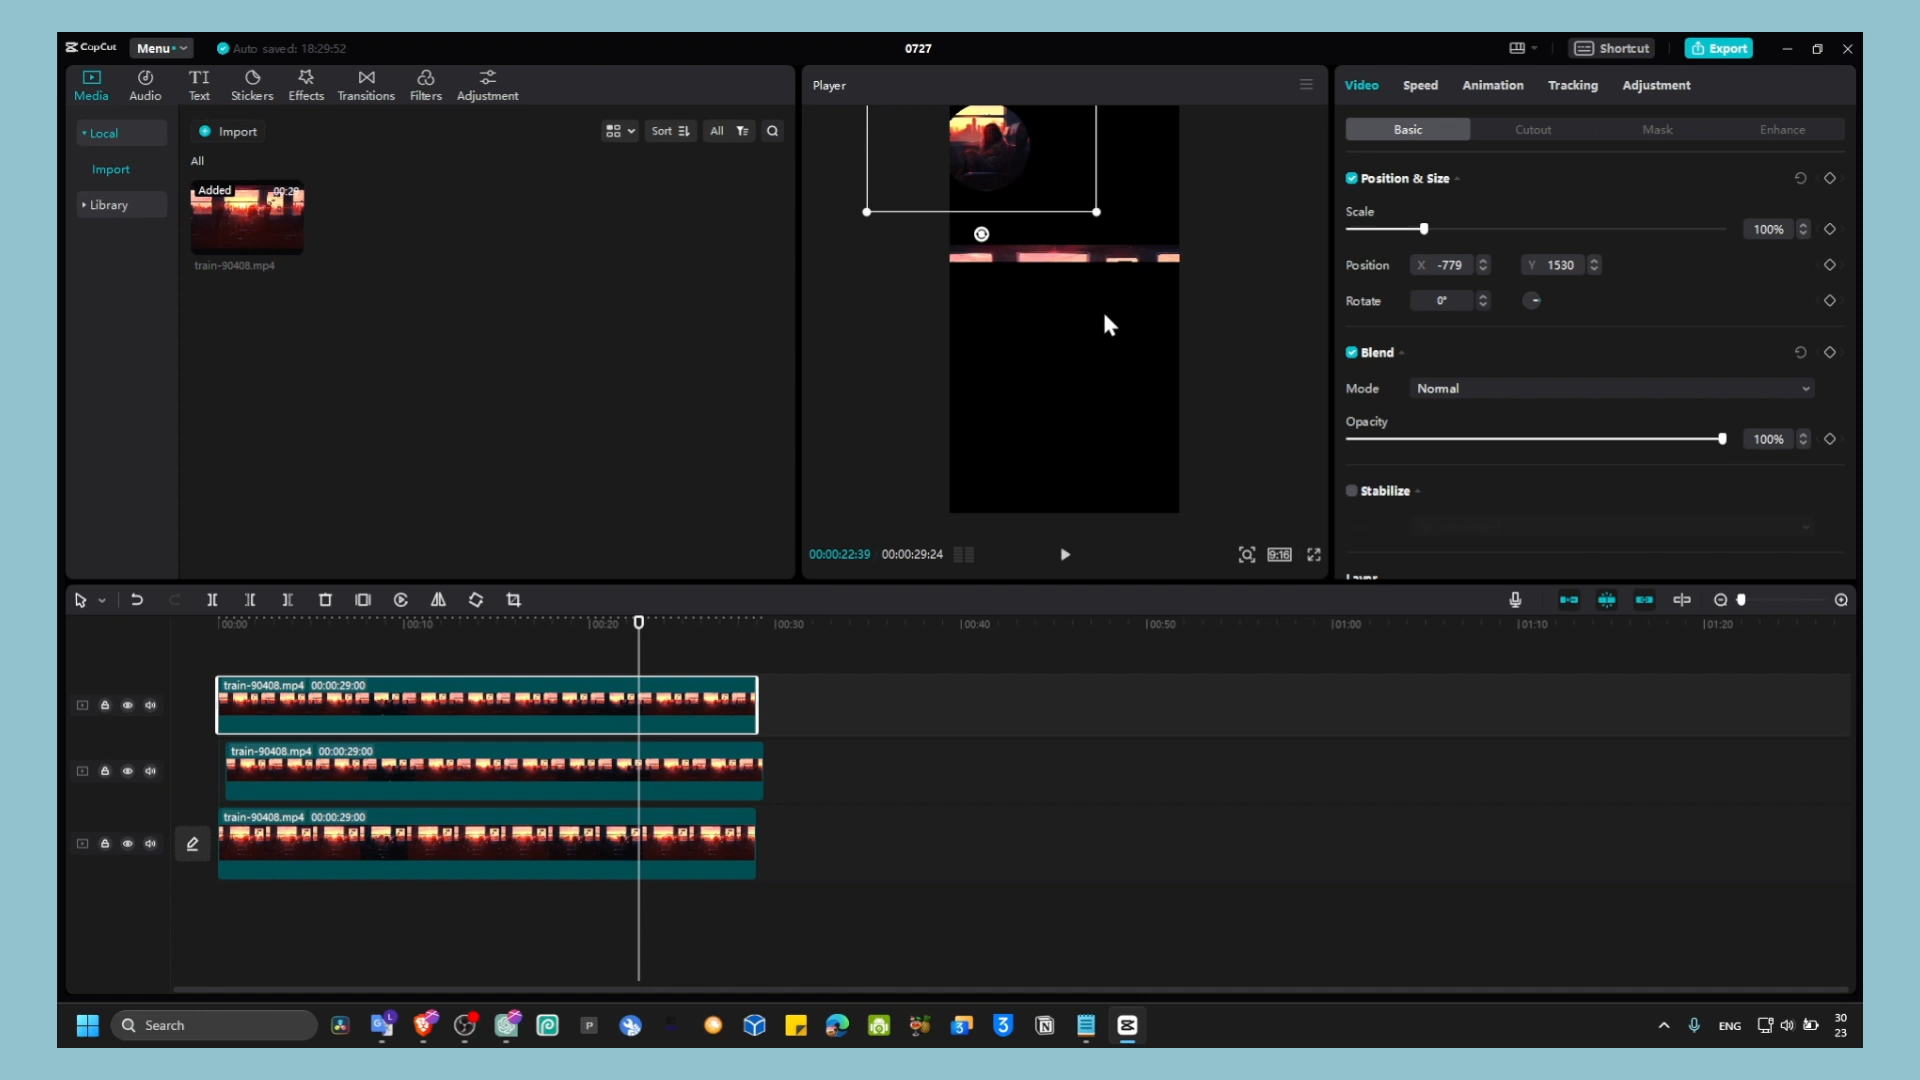 CapCut Menu Auto saved: 18:29:52 0727 Shortcut Export
Media Audio Text Stickers Effects Transitions Filters Adjustment
Player
Video Speed Animation Tracking Adjustment
Local
Import
Library
Import Sort All
All
Added 00:29
train-90408.mp4
Basic Cutout Mask Enhance
Position & Size
Scale
100%
Position X -779 Y 1530
Rotate 0°
Blend
Mode Normal
Opacity
100%
Stabilize
Layer
00:00:22:39 00:00:29:24 9:16
00:00 00:10 00:20 00:30 00:40 00:50 01:00 01:10 01:20
train-90408.mp4 00:00:29:00
train-90408.mp4 00:00:29:00
train-90408.mp4 00:00:29:00
Search
ENG
30
23